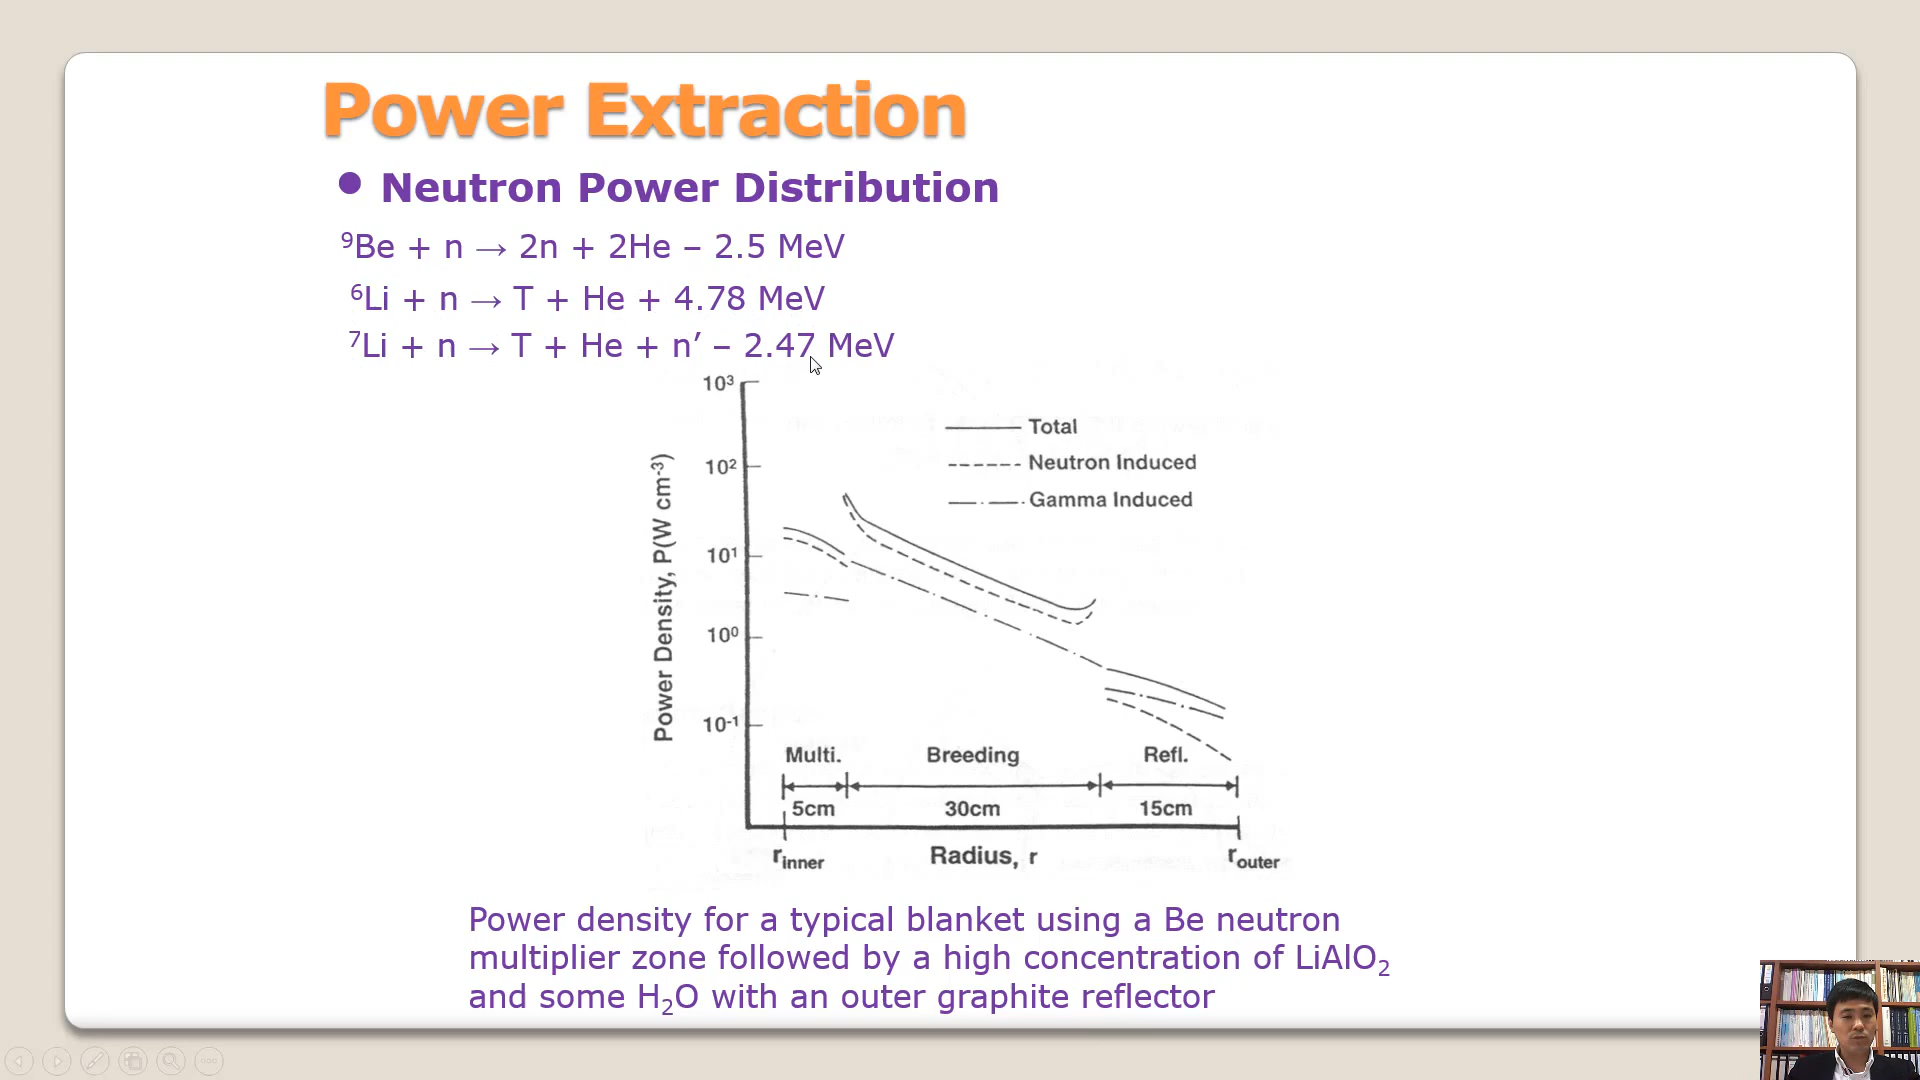 Power Extraction
● Neutron Power Distribution
⁹Be + n → 2n + 2He – 2.5 MeV
⁶Li + n → T + He + 4.78 MeV
⁷Li + n → T + He + n’ – 2.47 MeV
10³
Total
10²
Neutron Induced
Gamma Induced
Power Density, P(W cm⁻³)
10¹
10⁰
10⁻¹
Multi. Breeding Refl.
5cm 30cm 15cm
r_inner Radius, r r_outer
Power density for a typical blanket using a Be neutron
multiplier zone followed by a high concentration of LiAlO₂
and some H₂O with an outer graphite reflector